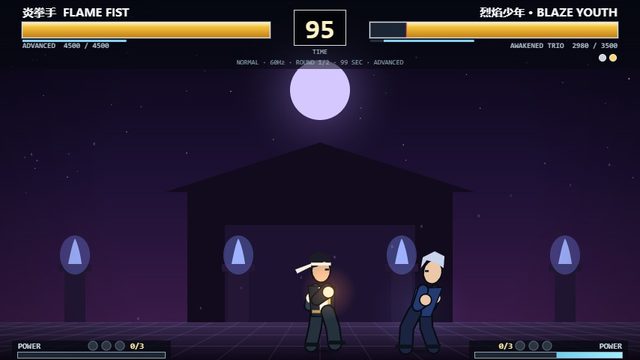 炎拳手 FLAME FIST
烈焰少年・BLAZE YOUTH
95
TIME
ADVANCED 4500 / 4500
AWAKENED TRIO 2980 / 3500
NORMAL · 60Hz · ROUND 1/2 · 99 SEC · ADVANCED
POWER
0/3
0/3
POWER